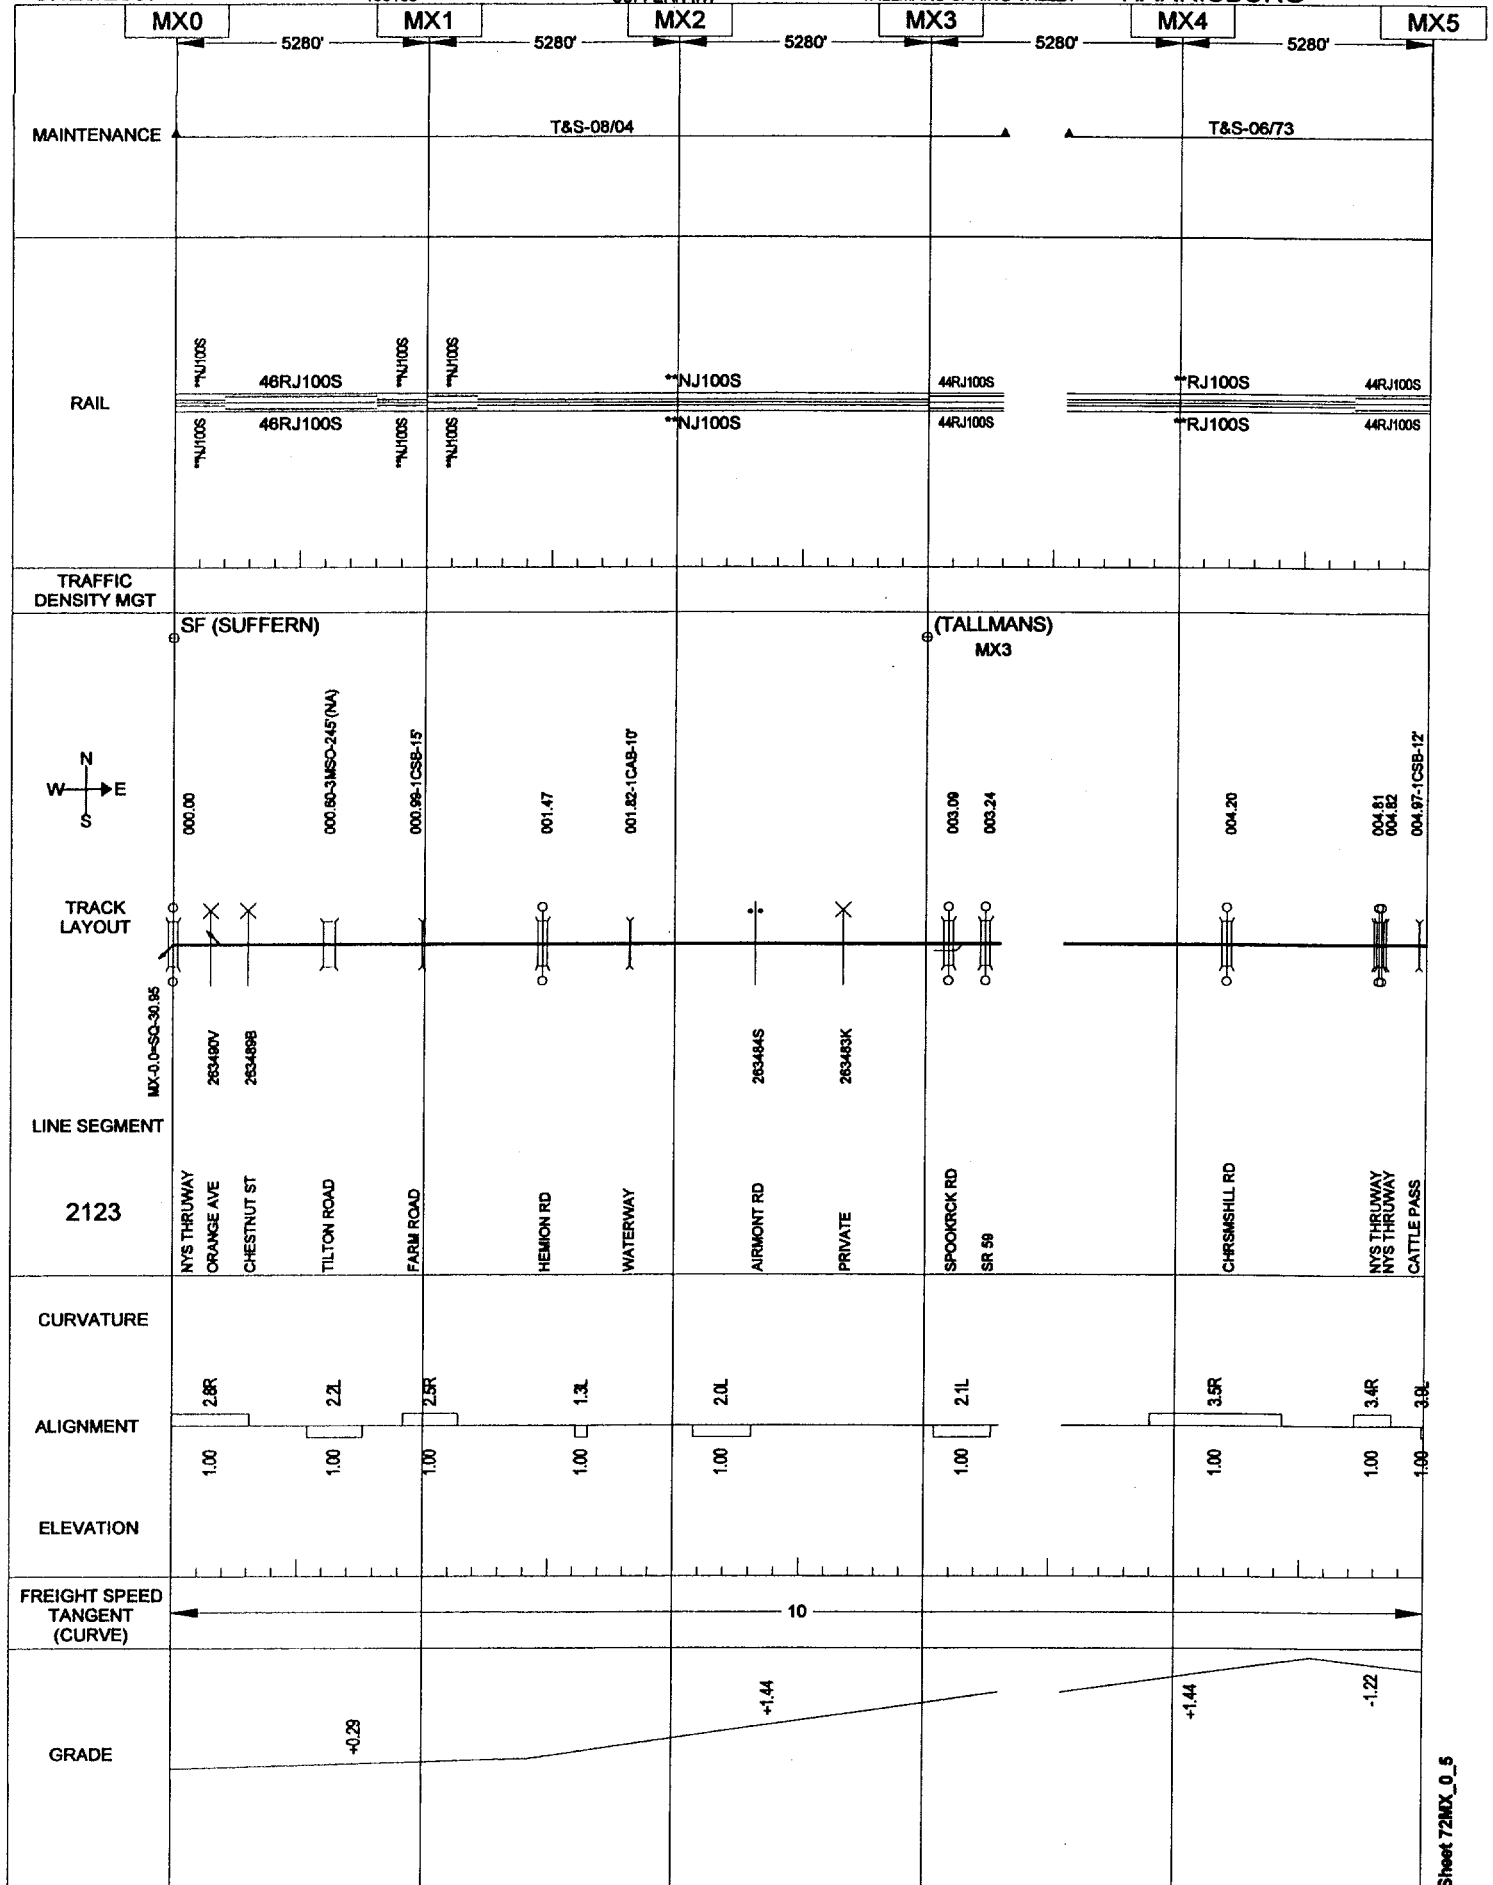 MX0
MX1
MX2
MX3
MX4
MX5
5280'
5280'
5280'
5280'
5280'
MAINTENANCE
T&S-08/04
T&S-06/73
RAIL
**NJ100S
46RJ100S
**NJ100S
**NJ100S
**NJ100S
44RJ100S
**RJ100S
44RJ100S
**NJ100S
46RJ100S
**NJ100S
**NJ100S
**NJ100S
44RJ100S
**RJ100S
44RJ100S
TRAFFIC
DENSITY MGT
SF (SUFFERN)
(TALLMANS)
MX3
N
W
E
S
000.00
000.60-3MSO-245'(NA)
000.99-1CSB-15'
001.47
001.82-1CAB-10'
003.09
003.24
004.20
004.81
004.82
004.97-1CSB-12'
TRACK
LAYOUT
MX-0.0=SQ-30.95
263490V
263489B
263484S
263483K
LINE SEGMENT
2123
NYS THRUWAY
ORANGE AVE
CHESTNUT ST
TILTON ROAD
FARM ROAD
HEMION RD
WATERWAY
AIRMONT RD
PRIVATE
SPOOKRCK RD
SR 59
CHRSMSHLL RD
NYS THRUWAY
NYS THRUWAY
CATTLE PASS
CURVATURE
2.8R
2.2L
2.5R
1.3L
2.0L
2.1L
3.5R
3.4R
3.9L
ALIGNMENT
1.00
1.00
1.00
1.00
1.00
1.00
1.00
1.00
1.00
ELEVATION
FREIGHT SPEED
TANGENT
(CURVE)
10
GRADE
+0.29
+1.44
+1.44
-1.22
Sheet 72MX_0_5